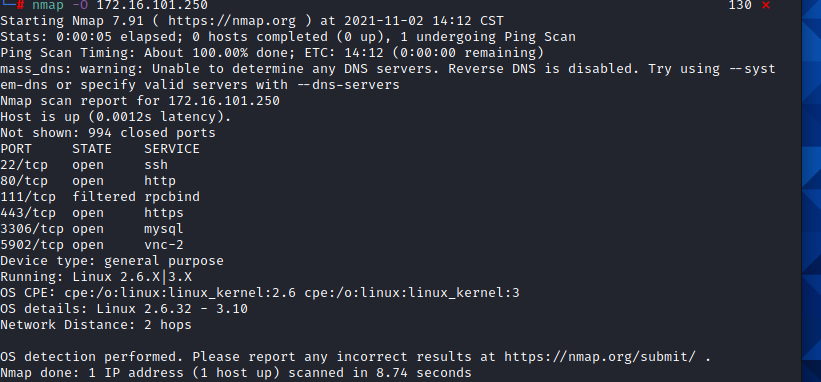 └─# nmap -O 172.16.101.250 130 ⨯
Starting Nmap 7.91 ( https://nmap.org ) at 2021-11-02 14:12 CST
Stats: 0:00:05 elapsed; 0 hosts completed (0 up), 1 undergoing Ping Scan
Ping Scan Timing: About 100.00% done; ETC: 14:12 (0:00:00 remaining)
mass_dns: warning: Unable to determine any DNS servers. Reverse DNS is disabled. Try using --syst
em-dns or specify valid servers with --dns-servers
Nmap scan report for 172.16.101.250
Host is up (0.0012s latency).
Not shown: 994 closed ports
PORT     STATE    SERVICE
22/tcp   open     ssh
80/tcp   open     http
111/tcp  filtered rpcbind
443/tcp  open     https
3306/tcp open     mysql
5902/tcp open     vnc-2
Device type: general purpose
Running: Linux 2.6.X|3.X
OS CPE: cpe:/o:linux:linux_kernel:2.6 cpe:/o:linux:linux_kernel:3
OS details: Linux 2.6.32 - 3.10
Network Distance: 2 hops
OS detection performed. Please report any incorrect results at https://nmap.org/submit/ .
Nmap done: 1 IP address (1 host up) scanned in 8.74 seconds